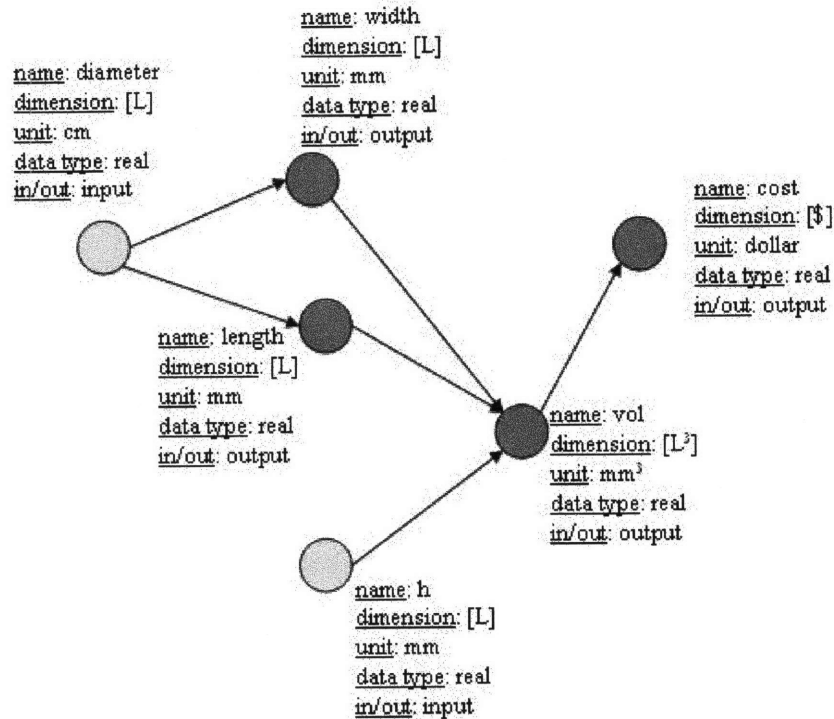 name: width
dimension: [L]
unit: mm
data type: real
in/out: output
name: diameter
dimension: [L]
unit: cm
data type: real
in/out: input
name: cost
dimension: [$]
unit: dollar
data type: real
in/out: output
name: length
dimension: [L]
unit: mm
data type: real
in/out: output
name: vol
dimension: [L³]
unit: mm³
data type: real
in/out: output
name: h
dimension: [L]
unit: mm
data type: real
in/out: input